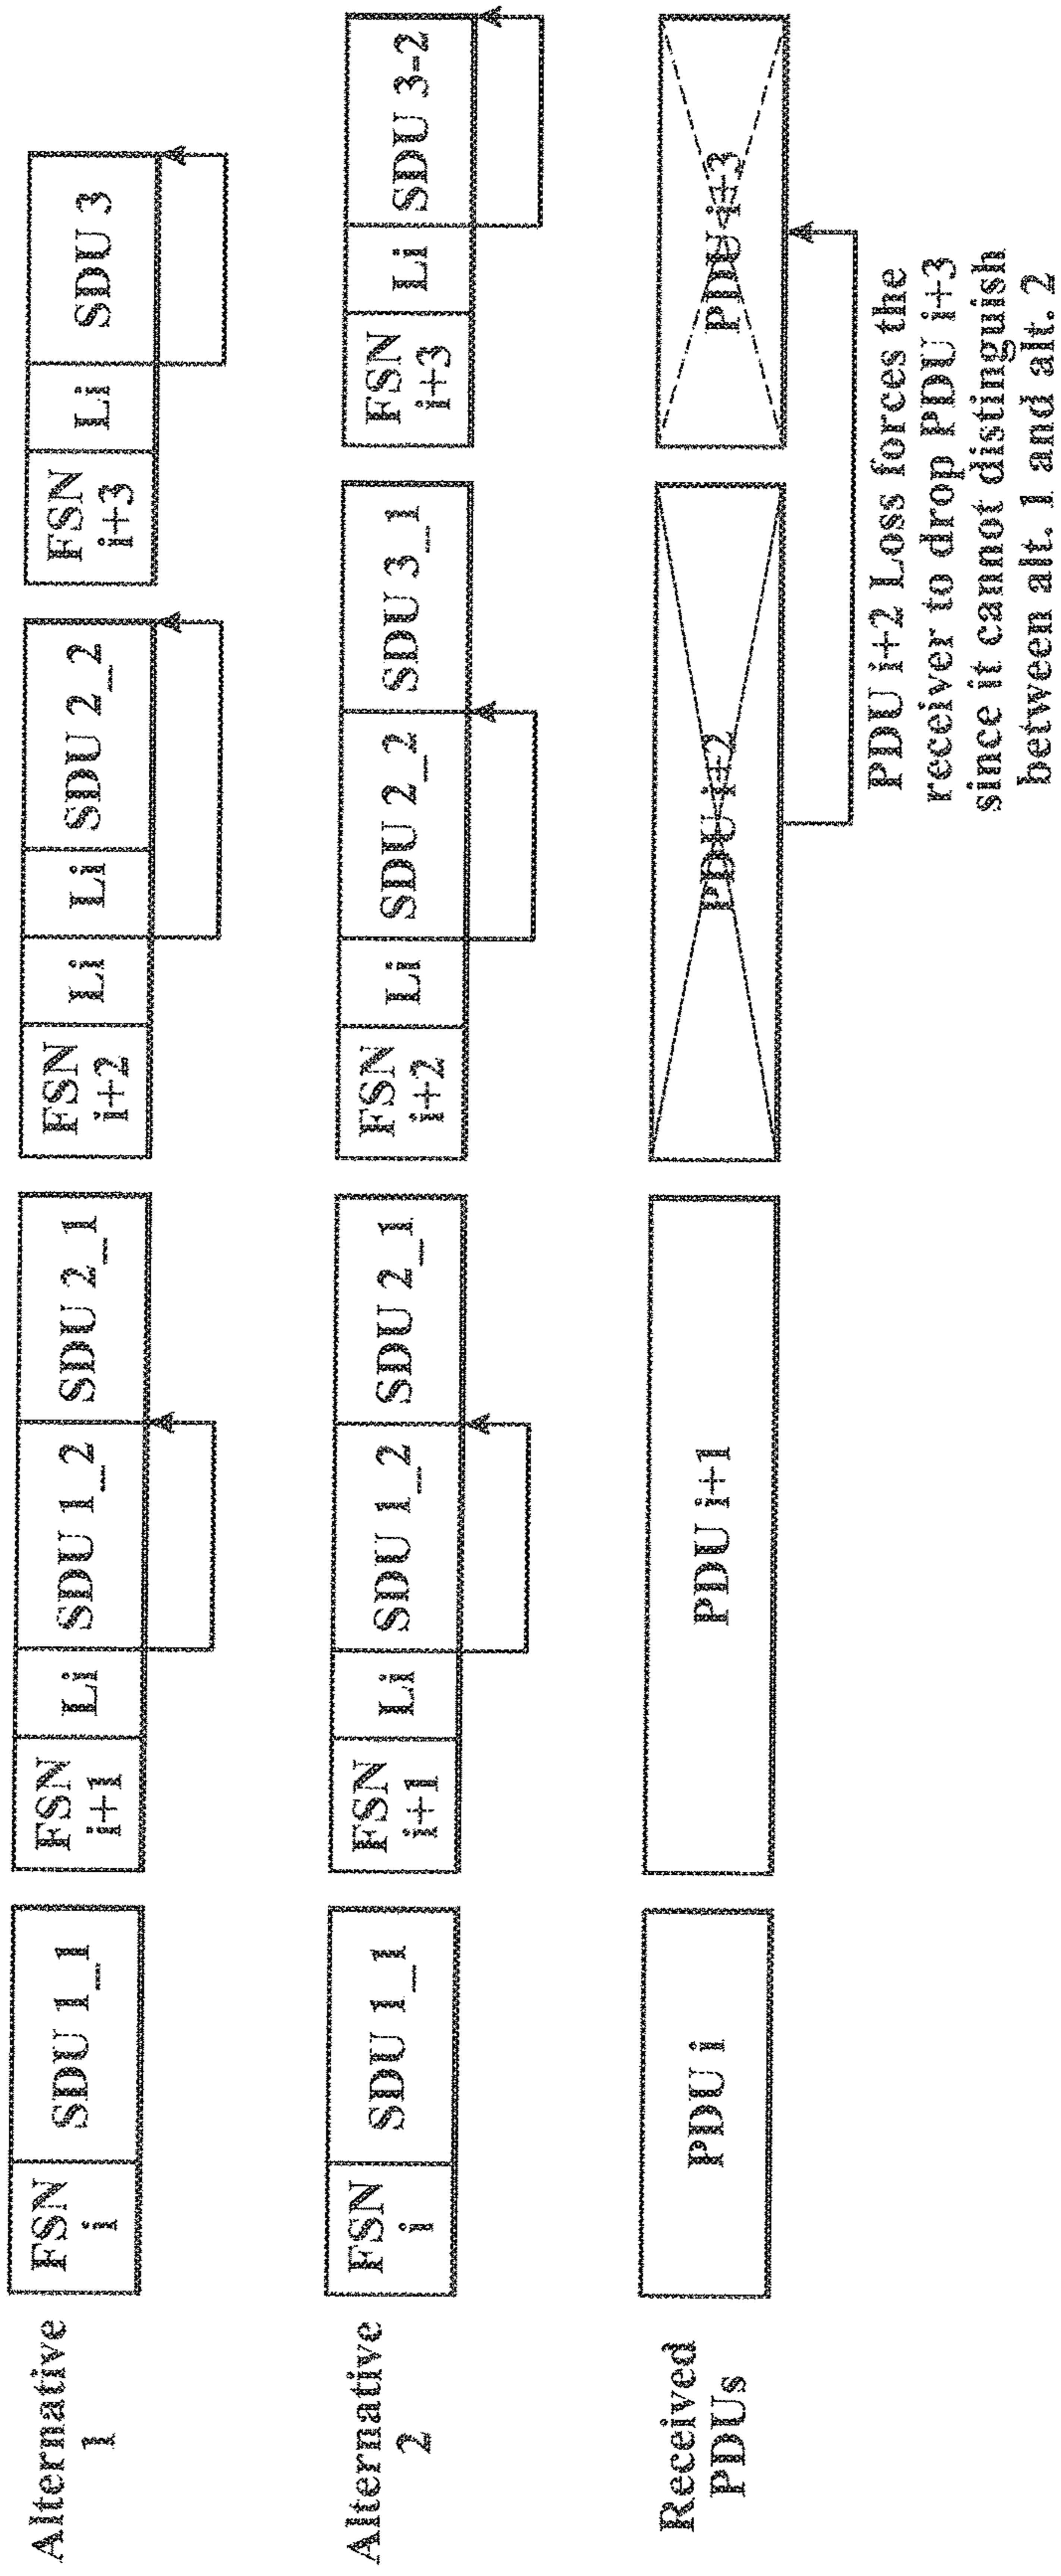 Alternative
1
FSN
i
SDU 1_1
FSN
i+1
Li
SDU 1_2
SDU 2_1
FSN
i+2
Li
Li
SDU 2_2
FSN
i+3
Li
SDU 3
Alternative
2
FSN
i
SDU 1_1
FSN
i+1
Li
SDU 1_2
SDU 2_1
FSN
i+2
Li
SDU 2_2
SDU 3_1
FSN
i+3
Li
SDU 3-2
Received
PDUs
PDU i
PDU i+1
PDU i+2
PDU i+3
PDU i+2 Loss forces the
receiver to drop PDU i+3
since it cannot distinguish
between alt. 1 and alt. 2